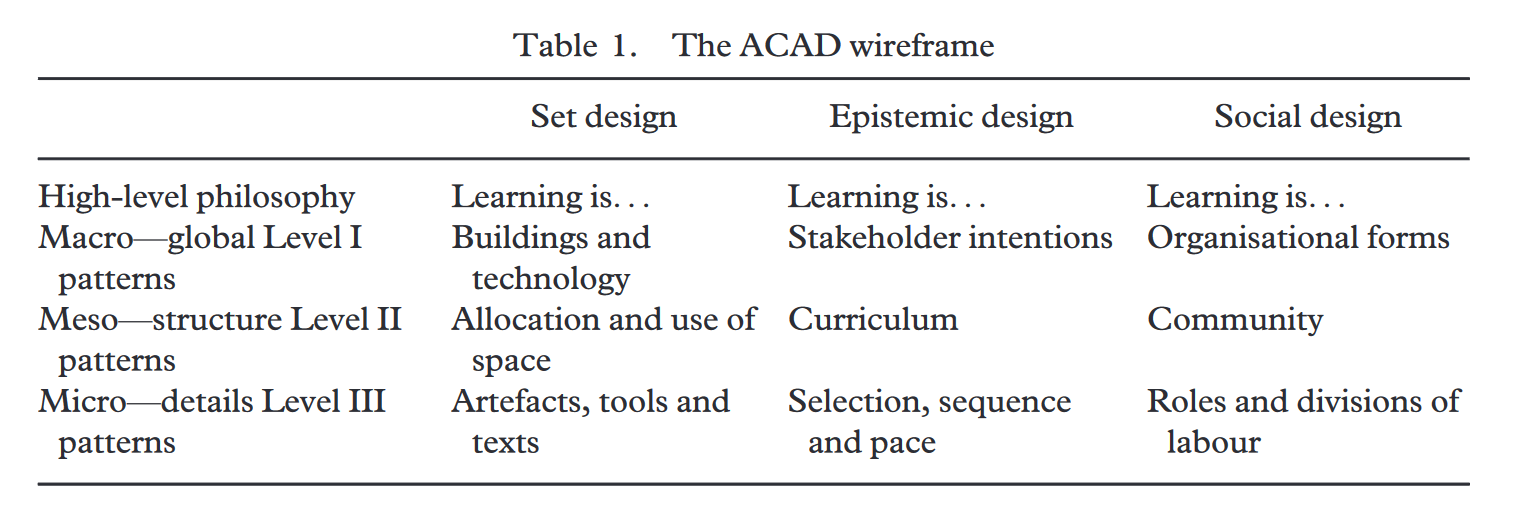 Table 1. The ACAD wireframe
Set design Epistemic design Social design
High-level philosophy Learning is... Learning is... Learning is...
Macro—global Level I Buildings and Stakeholder intentions Organisational forms
patterns technology
Meso—structure Level II Allocation and use of Curriculum Community
patterns space
Micro—details Level III Artefacts, tools and Selection, sequence Roles and divisions of
patterns texts and pace labour